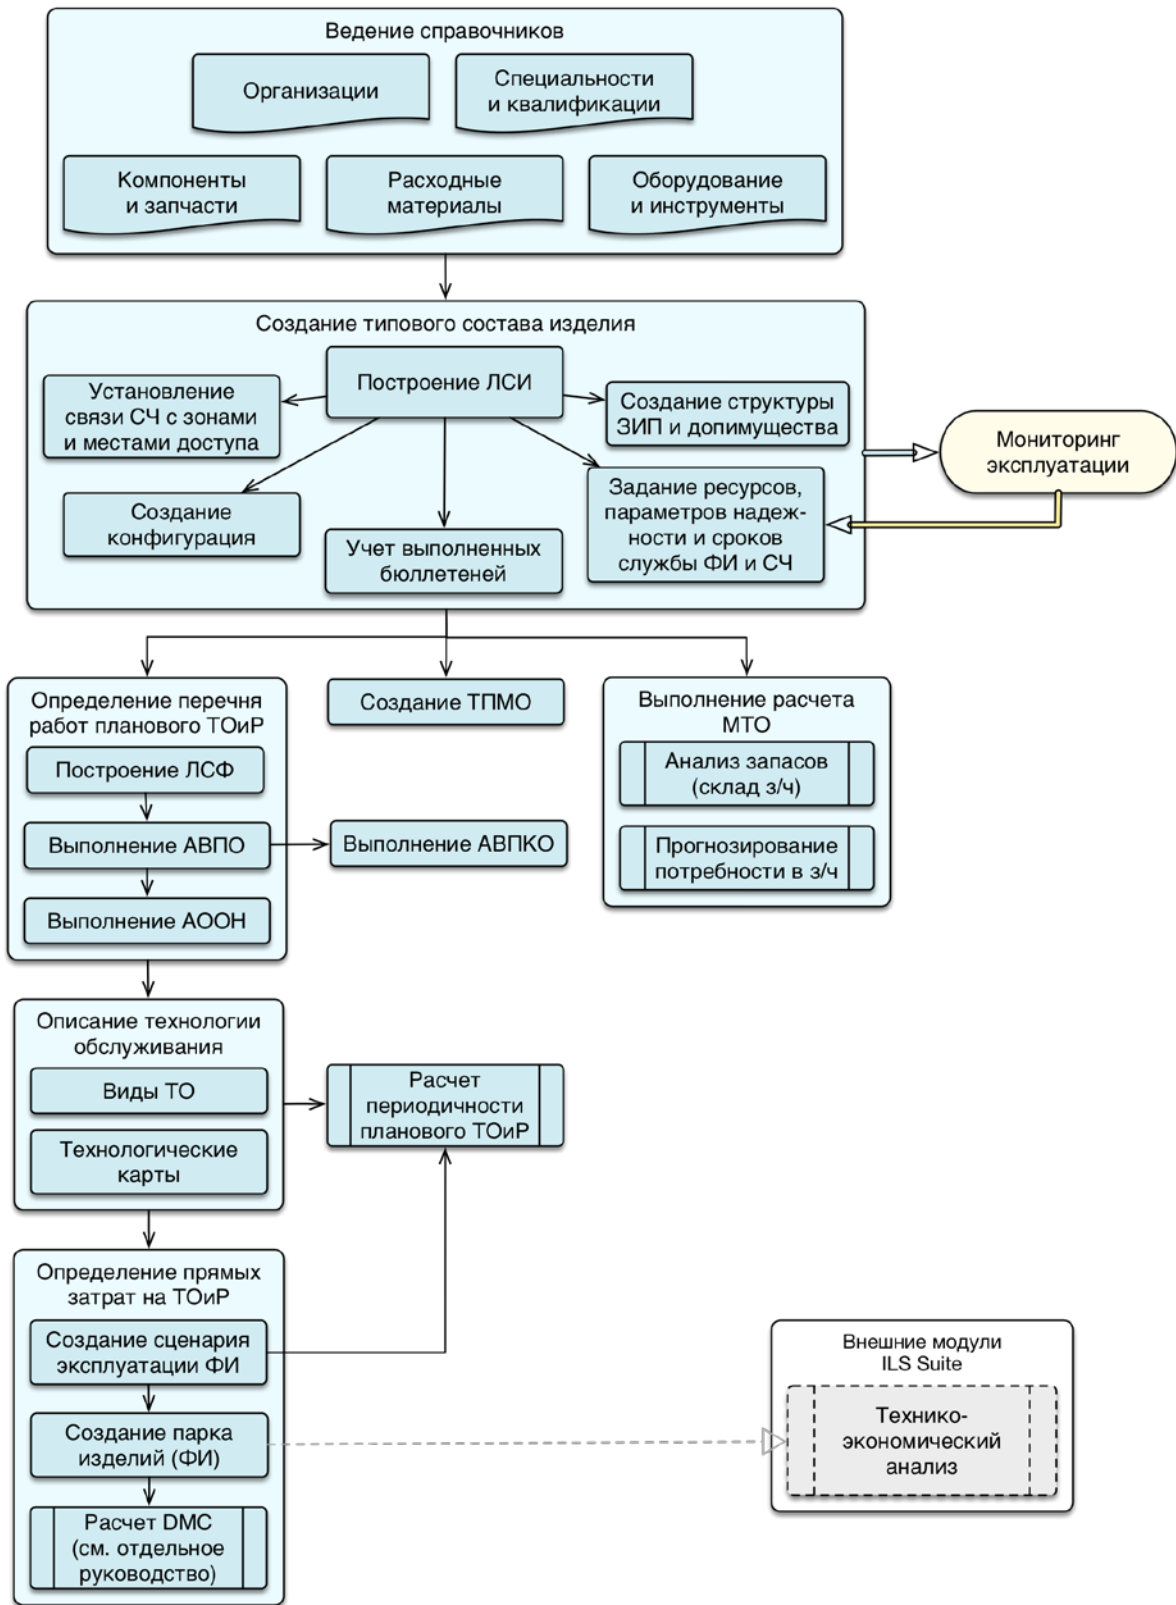 Ведение справочников
Организации
Специальности
и квалификации
Компоненты
и запчасти
Расходные
материалы
Оборудование
и инструменты
Создание типового состава изделия
Построение ЛСИ
Установление
связи СЧ с зонами
и местами доступа
Создание структуры
ЗИП и допимущества
Мониторинг
эксплуатации
Создание
конфигурация
Учет выполненных
бюллетеней
Задание ресурсов,
параметров надеж-
ности и сроков
службы ФИ и СЧ
Определение перечня
работ планового ТОиР
Построение ЛСФ
Выполнение АВПО
Выполнение АООН
Создание ТПМО
Выполнение АВПКО
Выполнение расчета
МТО
Анализ запасов
(склад з/ч)
Прогнозирование
потребности в з/ч
Описание технологии
обслуживания
Виды ТО
Технологические
карты
Расчет
периодичности
планового ТОиР
Определение прямых
затрат на ТОиР
Создание сценария
эксплуатации ФИ
Создание парка
изделий (ФИ)
Расчет DMC
(см. отдельное
руководство)
Внешние модули
ILS Suite
Технико-
экономический
анализ